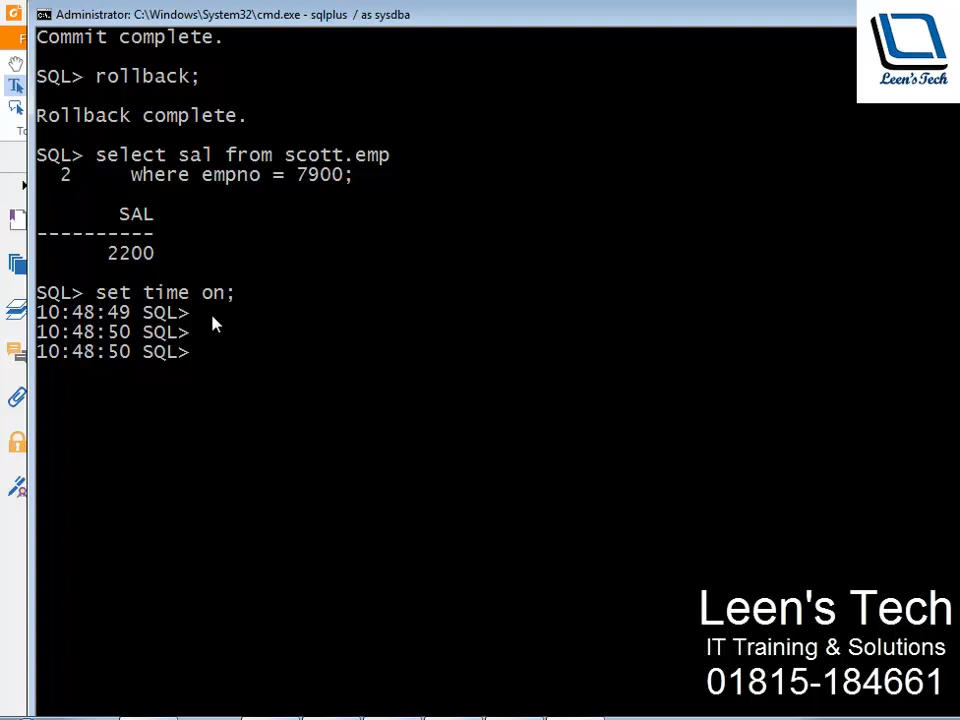 Administrator: C:\Windows\System32\cmd.exe - sqlplus / as sysdba
Commit complete.
SQL> rollback;
Rollback complete.
SQL> select sal from scott.emp
2 where empno = 7900;
SAL
----------
2200
SQL> set time on;
10:48:49 SQL>
10:48:50 SQL>
10:48:50 SQL>
Leen'sTech
Leen's Tech
IT Training & Solutions
01815-184661